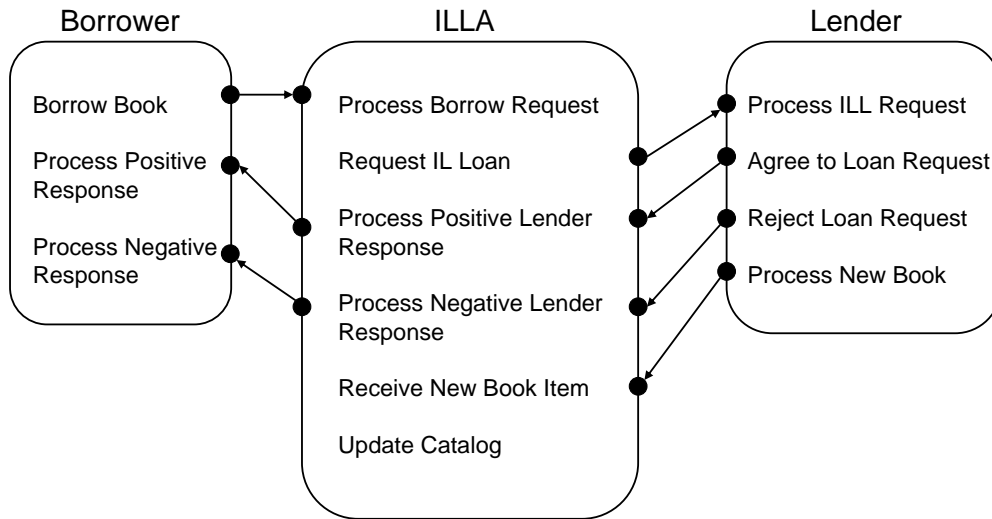 Borrower
ILLA
Lender
Borrow Book
Process Positive
Response
Process Negative
Response
Process Borrow Request
Request IL Loan
Process Positive Lender
Response
Process Negative Lender
Response
Receive New Book Item
Update Catalog
Process ILL Request
Agree to Loan Request
Reject Loan Request
Process New Book